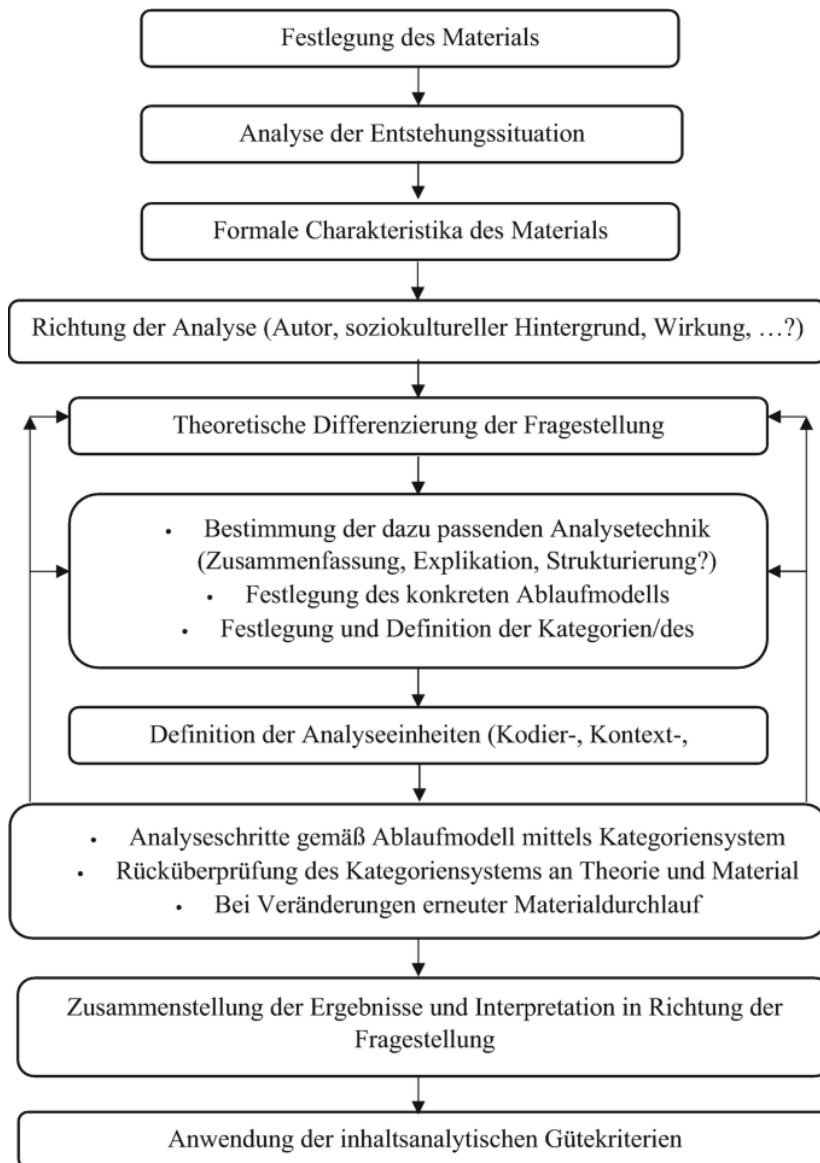 Festlegung des Materials
Analyse der Entstehungssituation
Formale Charakteristika des Materials
Richtung der Analyse (Autor, soziokultureller Hintergrund, Wirkung, …?)
Theoretische Differenzierung der Fragestellung
• Bestimmung der dazu passenden Analysetechnik
(Zusammenfassung, Explikation, Strukturierung?)
• Festlegung des konkreten Ablaufmodells
• Festlegung und Definition der Kategorien/des
Definition der Analyseeinheiten (Kodier-, Kontext-,
• Analyseschritte gemäß Ablaufmodell mittels Kategoriensystem
• Rücküberprüfung des Kategoriensystems an Theorie und Material
• Bei Veränderungen erneuter Materialdurchlauf
Zusammenstellung der Ergebnisse und Interpretation in Richtung der
Fragestellung
Anwendung der inhaltsanalytischen Gütekriterien